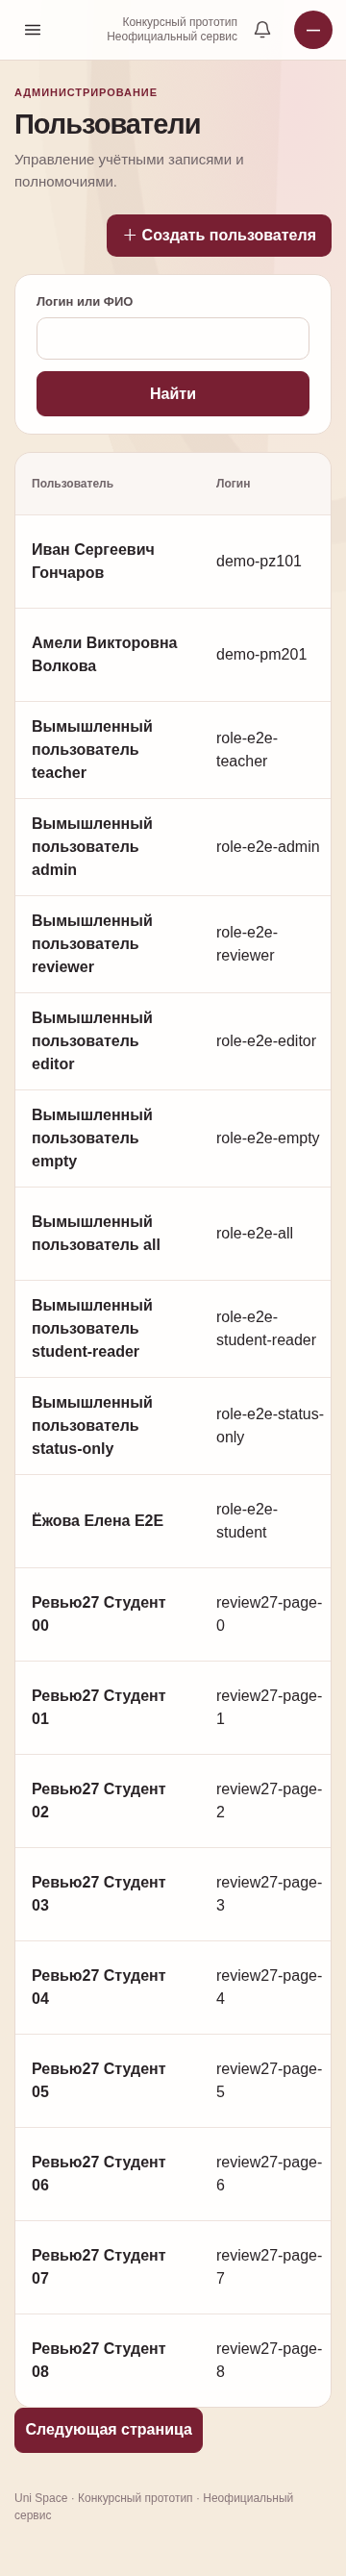 Конкурсный прототип
Неофициальный сервис
—
АДМИНИСТРИРОВАНИЕ
Пользователи
Управление учётными записями и
полномочиями.
+ Создать пользователя
Логин или ФИО
Найти
Пользователь Логин
Иван Сергеевич
Гончаров
demo-pz101
Амели Викторовна
Волкова
demo-pm201
Вымышленный
пользователь
teacher
role-e2e-
teacher
Вымышленный
пользователь
admin
role-e2e-admin
Вымышленный
пользователь
reviewer
role-e2e-
reviewer
Вымышленный
пользователь
editor
role-e2e-editor
Вымышленный
пользователь
empty
role-e2e-empty
Вымышленный
пользователь all
role-e2e-all
Вымышленный
пользователь
student-reader
role-e2e-
student-reader
Вымышленный
пользователь
status-only
role-e2e-status-
only
Ёжова Елена E2E
role-e2e-
student
Ревью27 Студент
00
review27-page-
0
Ревью27 Студент
01
review27-page-
1
Ревью27 Студент
02
review27-page-
2
Ревью27 Студент
03
review27-page-
3
Ревью27 Студент
04
review27-page-
4
Ревью27 Студент
05
review27-page-
5
Ревью27 Студент
06
review27-page-
6
Ревью27 Студент
07
review27-page-
7
Ревью27 Студент
08
review27-page-
8
Следующая страница
Uni Space · Конкурсный прототип · Неофициальный
сервис